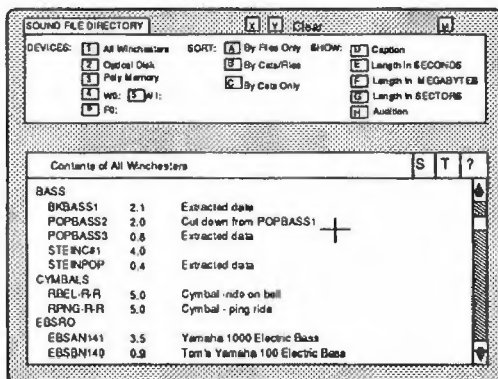 SOUND FILE DIRECTORY X Y Clear
DEVICES: 1 All Winchesters SORT: A By Files Only SHOW: D Caption
2 Optical Disk B By Cats/Files E Length In SECONDS
3 Poly Memory C By Cats Only F Length In MEGABYTES
4 W0: 5 W1: G Length In SECTORS
F0: H Audition
Contents of All Winchesters S T ?
BASS
BKBASS1 2.1 Extracted data
POPBASS2 2.0 Cut down from POPBASS1
POPBASS3 0.8 Extracted data
STEINC#1 4.0
STEINPOP 0.4 Extracted data
CYMBALS
RBEL-R-R 5.0 Cymbal -ride on bell
RPNG-R-R 5.0 Cymbal - ping ride
EBSRO
EBSAN141 3.5 Yamaha 1000 Electric Bass
EBSBN140 0.9 Tom's Yamaha 100 Electric Bass